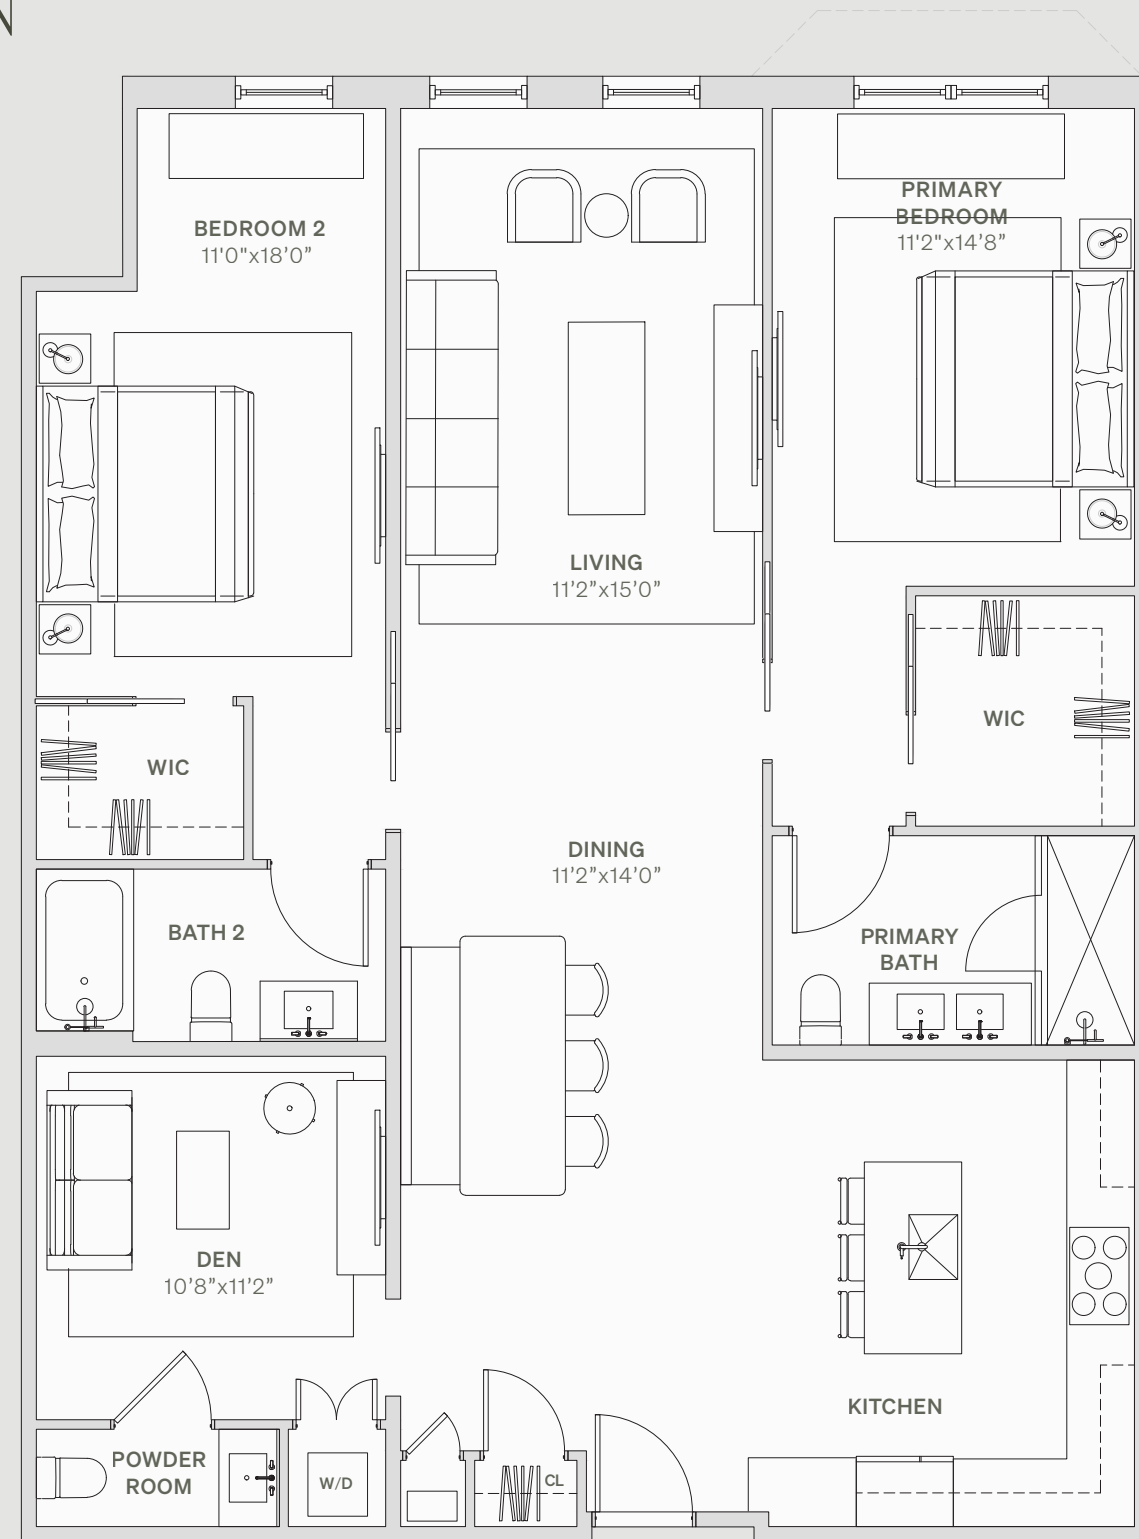 N
BEDROOM 2
11'0"x18'0”
PRIMARY
BEDROOM
11'2"x14'8”
LIVING
11'2”x15'0”
WIC
WIC
DINING
11'2”x14'0”
BATH 2
PRIMARY
BATH
DEN
10'8”x11'2”
KITCHEN
POWDER
ROOM
W/D
CL